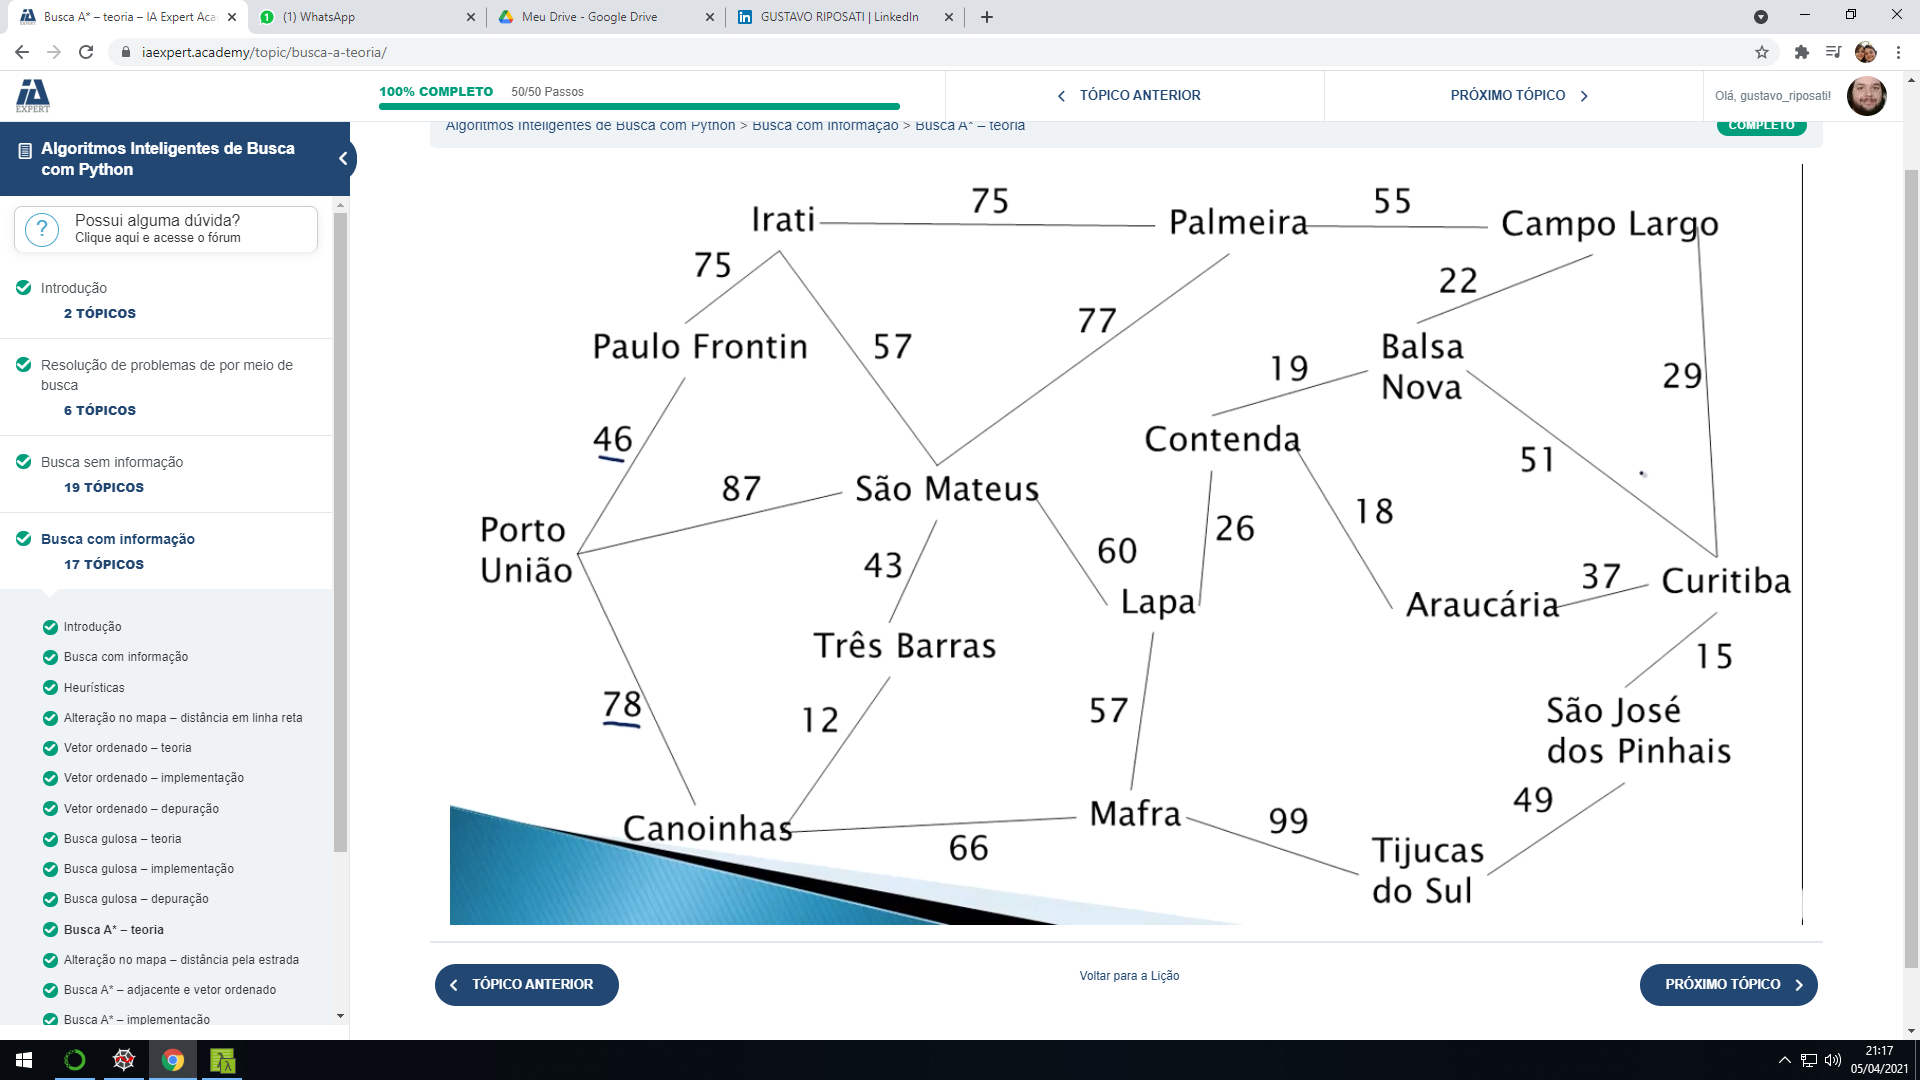 Busca A* – teoria – IA Expert Aca
(1) WhatsApp
Meu Drive - Google Drive
GUSTAVO RIPOSATI | LinkedIn
iaexpert.academy/topic/busca-a-teoria/
IA
EXPERT
100% COMPLETO 50/50 Passos
TÓPICO ANTERIOR
PRÓXIMO TÓPICO
Olá, gustavo_riposati!
Algoritmos Inteligentes de Busca com Python > Busca com Informação > Busca A* – teoria
COMPLETO
Algoritmos Inteligentes de Busca
com Python
Possui alguma dúvida?
Clique aqui e acesse o fórum
Introdução
2 TÓPICOS
Resolução de problemas de por meio de
busca
6 TÓPICOS
Busca sem informação
19 TÓPICOS
Busca com informação
17 TÓPICOS
Introdução
Busca com informação
Heurísticas
Alteração no mapa – distância em linha reta
Vetor ordenado – teoria
Vetor ordenado – implementação
Vetor ordenado – depuração
Busca gulosa – teoria
Busca gulosa – implementação
Busca gulosa – depuração
Busca A* – teoria
Alteração no mapa – distância pela estrada
Busca A* – adjacente e vetor ordenado
Busca A* – implementação
Irati
75
Palmeira
55
Campo Largo
75
22
Paulo Frontin
57
77
19
Balsa
Nova
29
46
Contenda
51
87
São Mateus
18
26
Porto
União
43
60
37
Curitiba
Lapa
Araucária
Três Barras
15
78
12
57
São José
dos Pinhais
49
Canoinhas
66
Mafra
99
Tijucas
do Sul
TÓPICO ANTERIOR
Voltar para a Lição
PRÓXIMO TÓPICO
21:17
05/04/2021